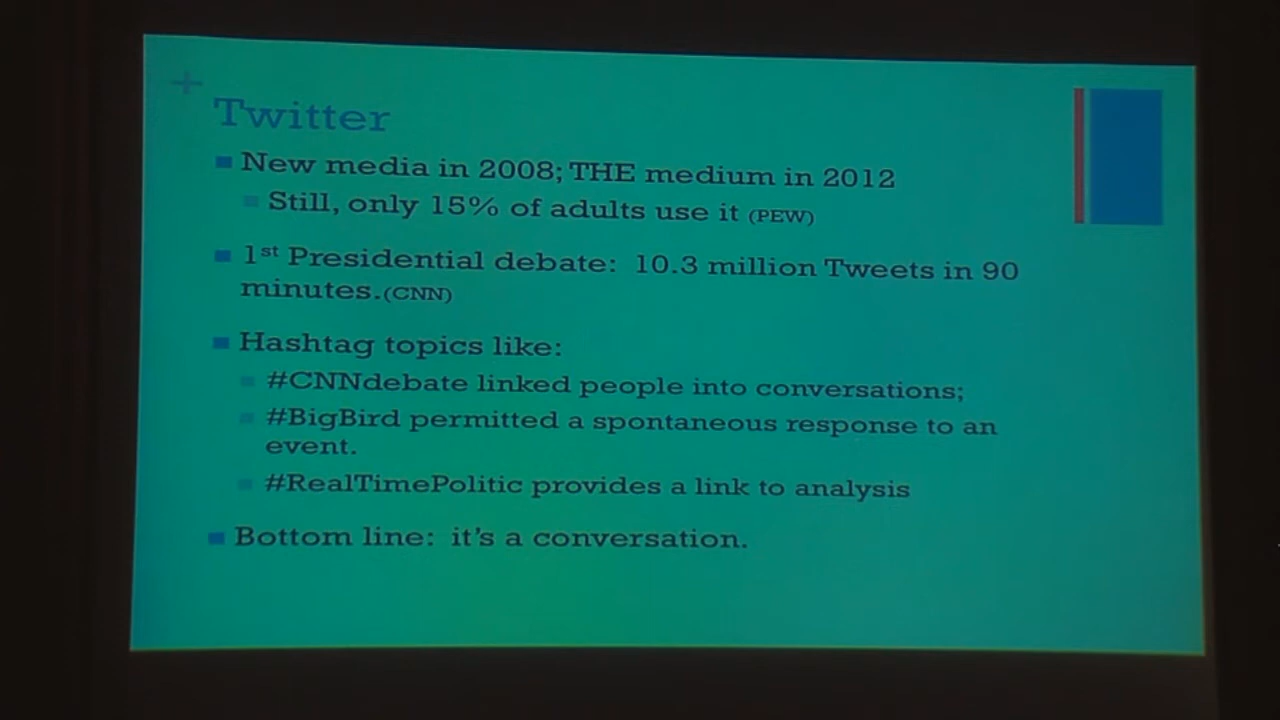 Twitter
New media in 2008; THE medium in 2012
Still, only 15% of adults use it (PEW)
1st Presidential debate: 10.3 million Tweets in 90
minutes.(CNN)
Hashtag topics like:
#CNNdebate linked people into conversations;
#BigBird permitted a spontaneous response to an
event.
#RealTimePolitic provides a link to analysis
Bottom line: it's a conversation.